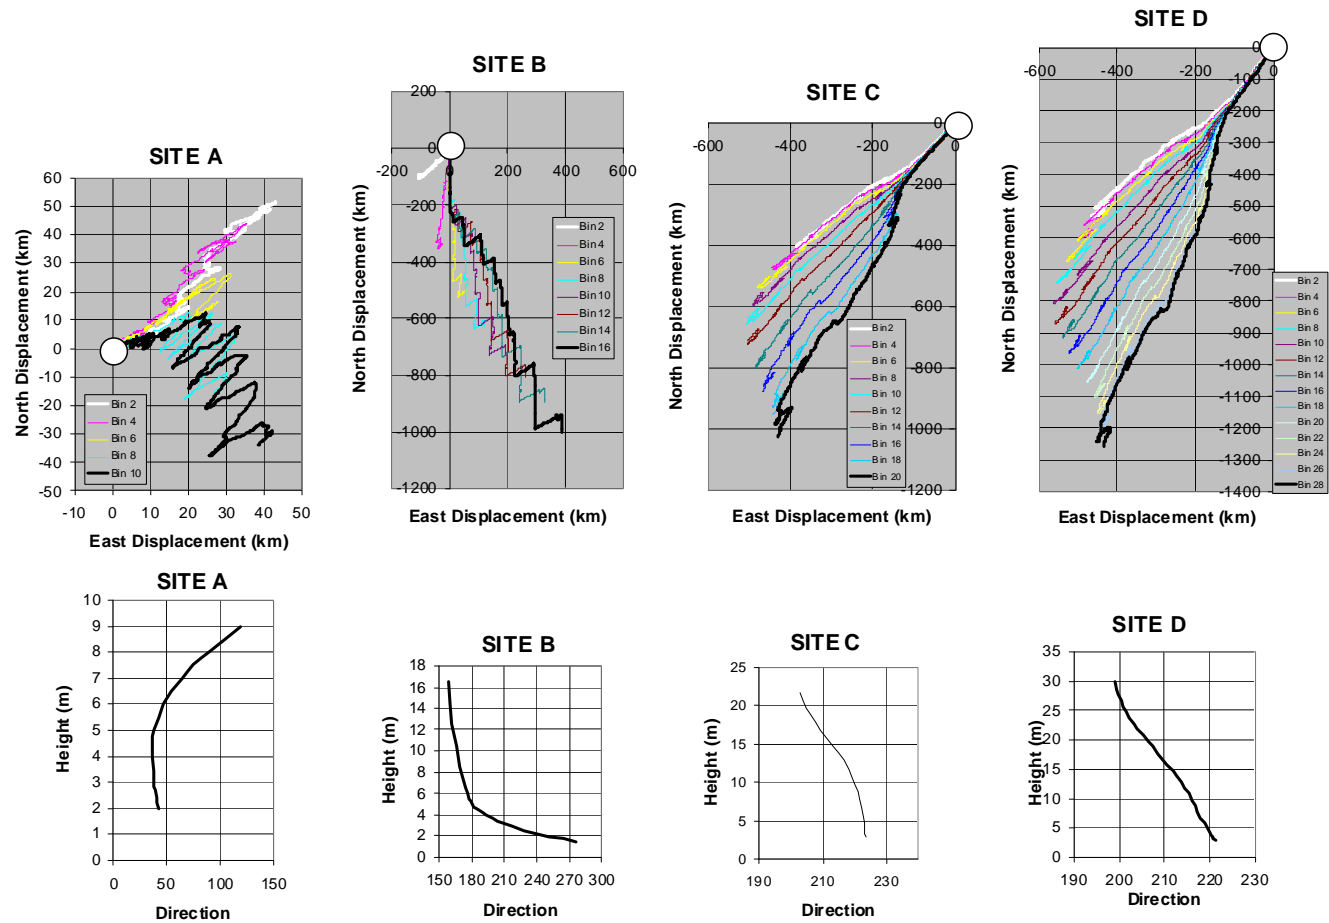 SITE A
60
50
40
30
20
10
0
-10
-20
-30
-40
-50
-10 0 10 20 30 40 50
North Displacement (km)
East Displacement (km)
Bin 2
Bin 4
Bin 6
Bin 8
Bin 10
SITE B
200
0
-200
-400
-600
-800
-1000
-1200
-200 0 200 400 600
North Displacement (km)
East Displacement (km)
Bin 2
Bin 4
Bin 6
Bin 8
Bin 10
Bin 12
Bin 14
Bin 16
SITE C
-600 -400 -200 0
0
-200
-400
-600
-800
-1000
-1200
North Displacement (km)
East Displacement (km)
Bin2
Bin 4
Bin 6
Bin 8
Bin 10
Bin 12
Bin 14
Bin 16
Bin 18
Bin 20
SITE D
-600 -400 -200 0
0
-100
-200
-300
-400
-500
-600
-700
-800
-900
-1000
-1100
-1200
-1300
-1400
North Displacement (km)
East Displacement (km)
Bin 2
Bin 4
Bin 6
Bin 8
Bin 10
Bin 12
Bin 14
Bin 16
Bin 18
Bin 20
Bin 22
Bin 24
Bin 26
Bin 28
SITE A
10
9
8
7
6
5
4
3
2
1
0
0 50 100 150
Height (m)
Direction
SITE B
18
16
14
12
10
8
6
4
2
0
150 180 210 240 270 300
Height (m)
Direction
SITE C
25
20
15
10
5
0
190 210 230
Height (m)
Direction
SITE D
35
30
25
20
15
10
5
0
190 200 210 220 230
Height (m)
Direction